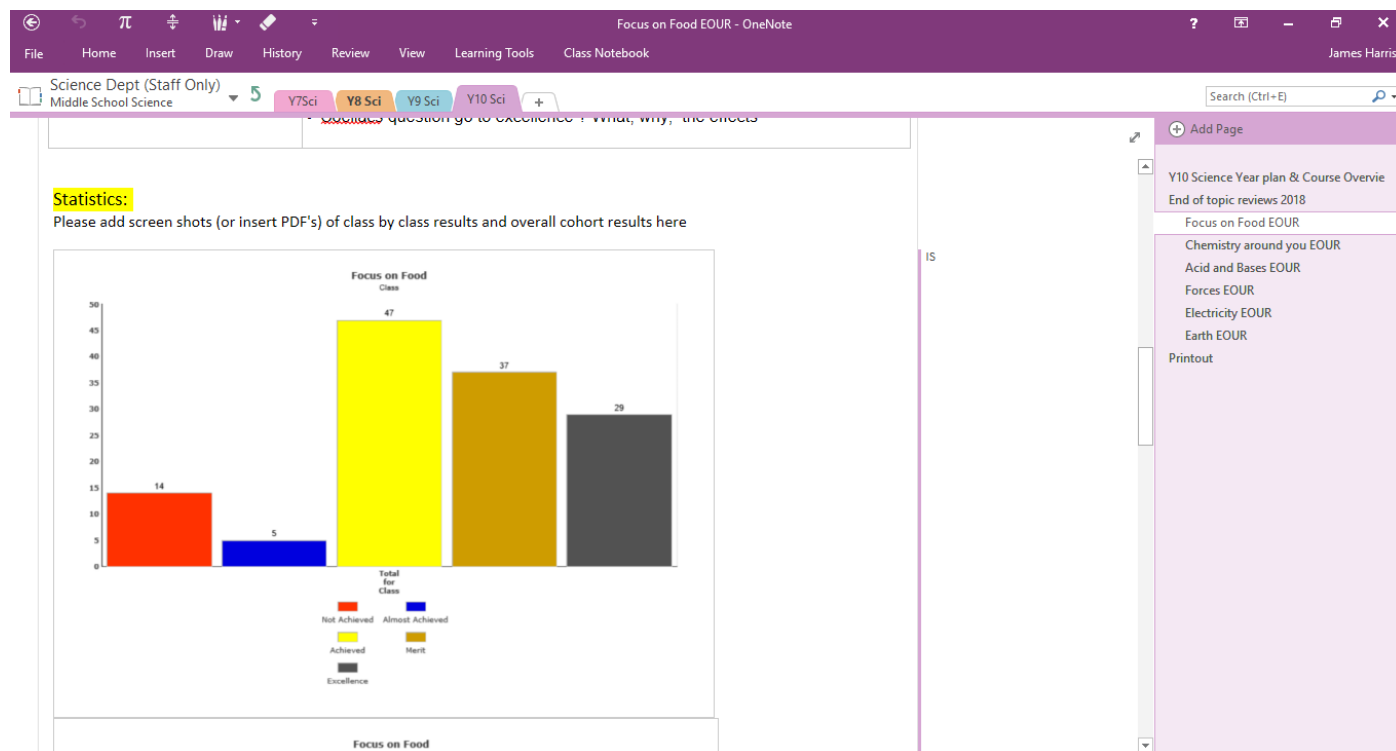 Focus on Food EOUR - OneNote
?
File Home Insert Draw History Review View Learning Tools Class Notebook James Harris
Science Dept (Staff Only)
Middle School Science
Y7Sci Y8 Sci Y9 Sci Y10 Sci +
Search (Ctrl+E)
question go to excellence ? What, why, the effects
Statistics:
Please add screen shots (or insert PDF's) of class by class results and overall cohort results here
Focus on Food
Class
50
45
40
35
30
25
20
15
10
5
0
14
5
47
37
29
Total
for
Class
Not Achieved Almost Achieved
Achieved Merit
Excellence
Focus on Food
IS
Add Page
Y10 Science Year plan & Course Overvie
End of topic reviews 2018
Focus on Food EOUR
Chemistry around you EOUR
Acid and Bases EOUR
Forces EOUR
Electricity EOUR
Earth EOUR
Printout